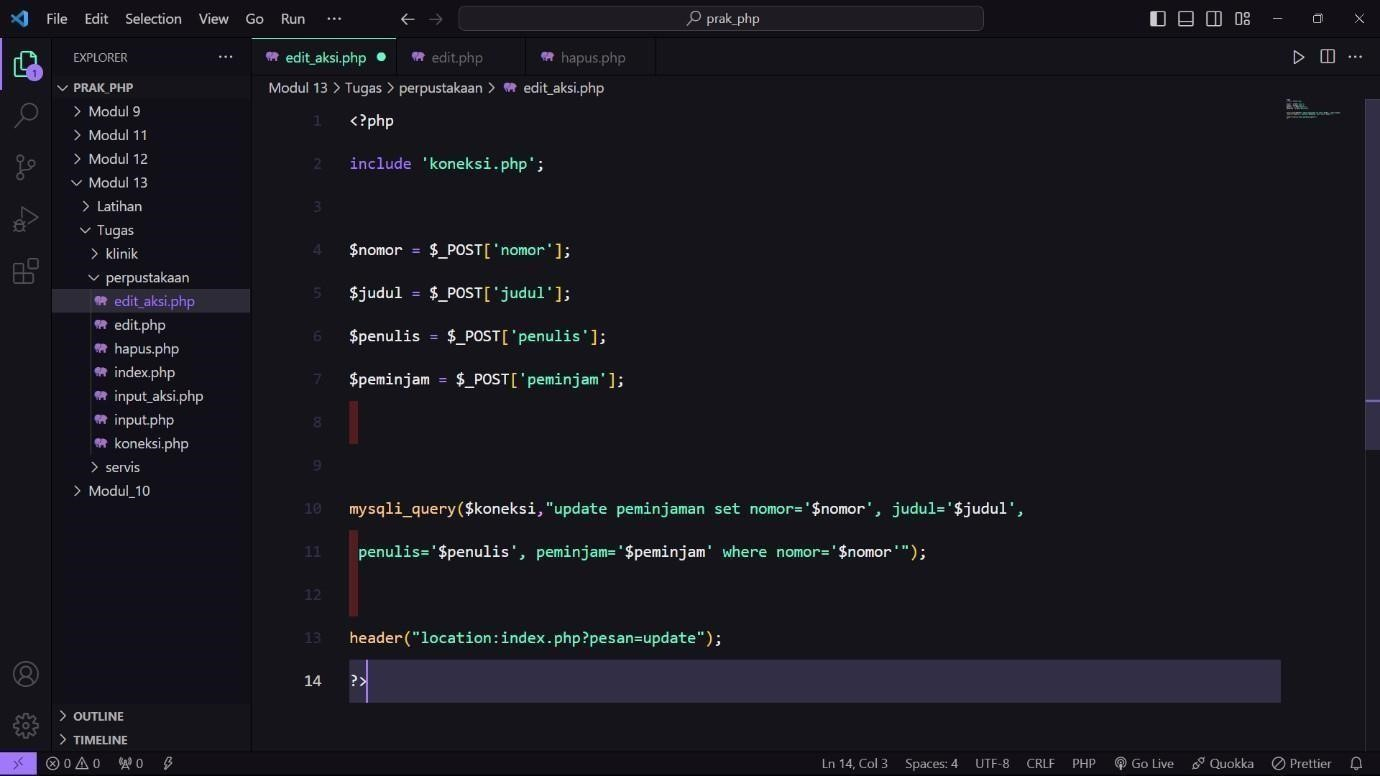 File Edit Selection View Go Run ··· prak_php
EXPLORER ···
PRAK_PHP
Modul 9
Modul 11
Modul 12
Modul 13
Latihan
Tugas
klinik
perpustakaan
edit_aksi.php
edit.php
hapus.php
index.php
input_aksi.php
input.php
koneksi.php
servis
Modul_10
OUTLINE
TIMELINE
1
edit_aksi.php edit.php hapus.php
Modul 13 > Tugas > perpustakaan > edit_aksi.php
1 <?php
2 include 'koneksi.php';
3
4 $nomor = $_POST['nomor'];
5 $judul = $_POST['judul'];
6 $penulis = $_POST['penulis'];
7 $peminjam = $_POST['peminjam'];
8
9
10 mysqli_query($koneksi,"update peminjaman set nomor='$nomor', judul='$judul',
11 penulis='$penulis', peminjam='$peminjam' where nomor='$nomor'");
12
13 header("location:index.php?pesan=update");
14 ?>
0 0 0 Ln 14, Col 3 Spaces: 4 UTF-8 CRLF PHP Go Live Quokka Prettier